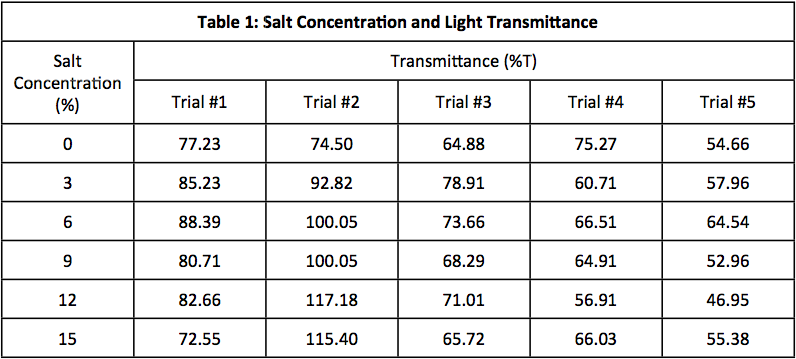 Table 1: Salt Concentration and Light Transmittance
Salt
Concentration
(%)
Transmittance (%T)
Trial #1 Trial #2 Trial #3 Trial #4 Trial #5
0 77.23 74.50 64.88 75.27 54.66
3 85.23 92.82 78.91 60.71 57.96
6 88.39 100.05 73.66 66.51 64.54
9 80.71 100.05 68.29 64.91 52.96
12 82.66 117.18 71.01 56.91 46.95
15 72.55 115.40 65.72 66.03 55.38